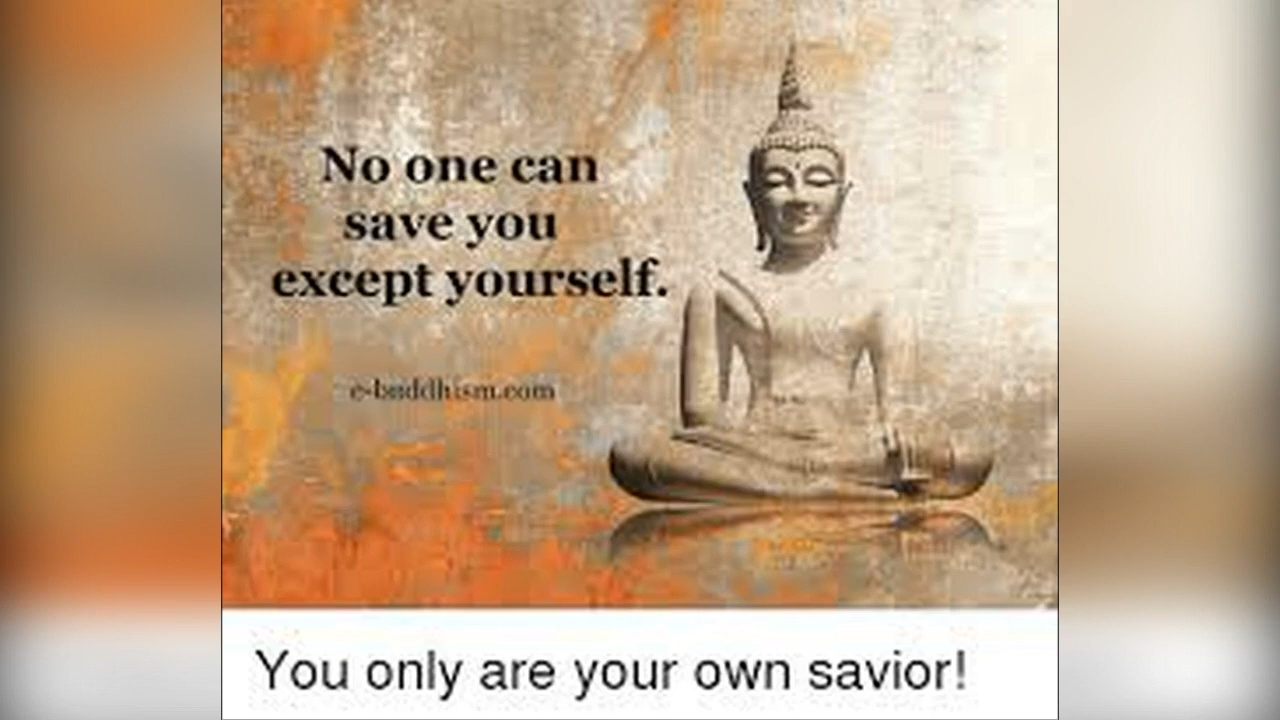 No one can
save you
except yourself.
e-buddhism.com
You only are your own savior!